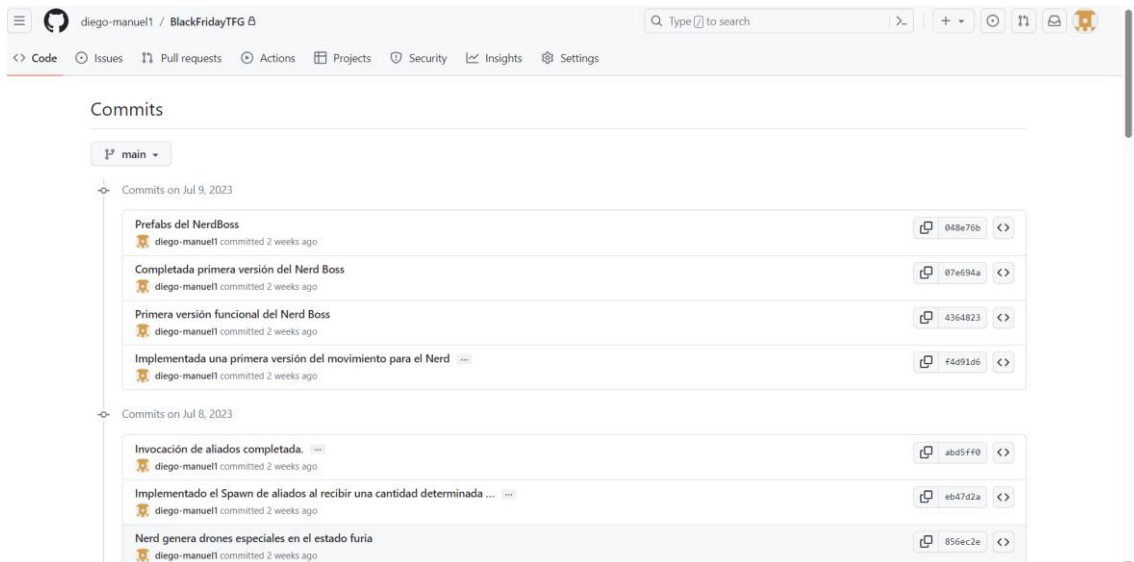 diego-manuel1 / BlackFridayTFG
Type / to search
Code Issues Pull requests Actions Projects Security Insights Settings
Commits
main
Commits on Jul 9, 2023
Prefabs del NerdBoss
048e76b
diego-manuel1 committed 2 weeks ago
Completada primera versión del Nerd Boss
07e694a
diego-manuel1 committed 2 weeks ago
Primera versión funcional del Nerd Boss
4364823
diego-manuel1 committed 2 weeks ago
Implementada una primera versión del movimiento para el Nerd ...
f4d91d6
diego-manuel1 committed 2 weeks ago
Commits on Jul 8, 2023
Invocación de aliados completada. ...
abd5ff0
diego-manuel1 committed 2 weeks ago
Implementado el Spawn de aliados al recibir una cantidad determinada ... ...
eb47d2a
diego-manuel1 committed 2 weeks ago
Nerd genera drones especiales en el estado furia
856ec2e
diego-manuel1 committed 2 weeks ago